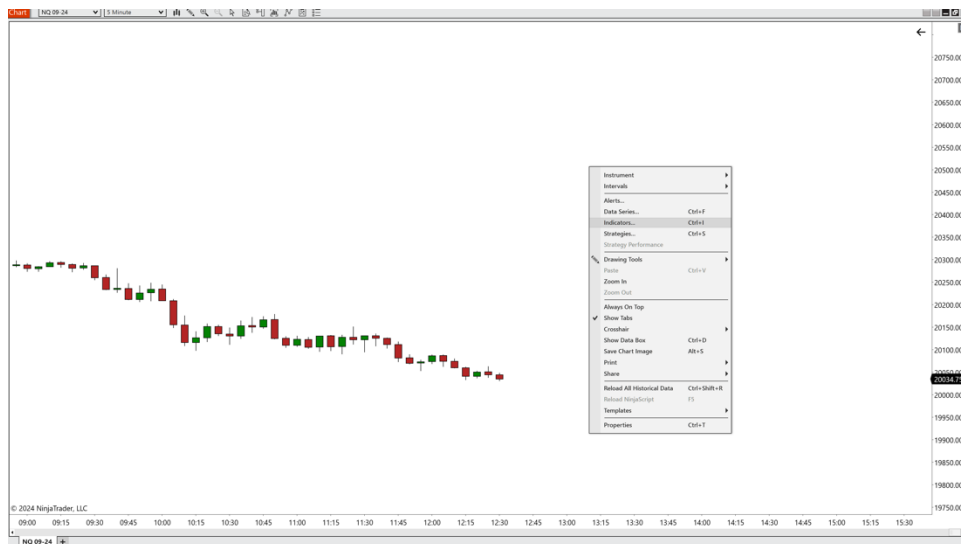 Chart NQ 09-24 5 Minute
20750.00
20700.00
20650.00
20600.00
20550.00
20500.00
20450.00
20400.00
20350.00
20300.00
20250.00
20200.00
20150.00
20100.00
20050.00
20034.75
20000.00
19950.00
19900.00
19850.00
19800.00
19750.00
Instrument
Intervals
Alerts...
Data Series... Ctrl+F
Indicators... Ctrl+I
Strategies... Ctrl+S
Strategy Performance
Drawing Tools
Paste Ctrl+V
Zoom In
Zoom Out
Always On Top
Show Tabs
Crosshair
Show Data Box Ctrl+D
Save Chart Image Alt+S
Print
Share
Reload All Historical Data Ctrl+Shift+R
Reload NinjaScript F5
Templates
Properties Ctrl+T
© 2024 NinjaTrader, LLC
09:00 09:15 09:30 09:45 10:00 10:15 10:30 10:45 11:00 11:15 11:30 11:45 12:00 12:15 12:30 12:45 13:00 13:15 13:30 13:45 14:00 14:15 14:30 14:45 15:00 15:15 15:30
NQ 09-24 +